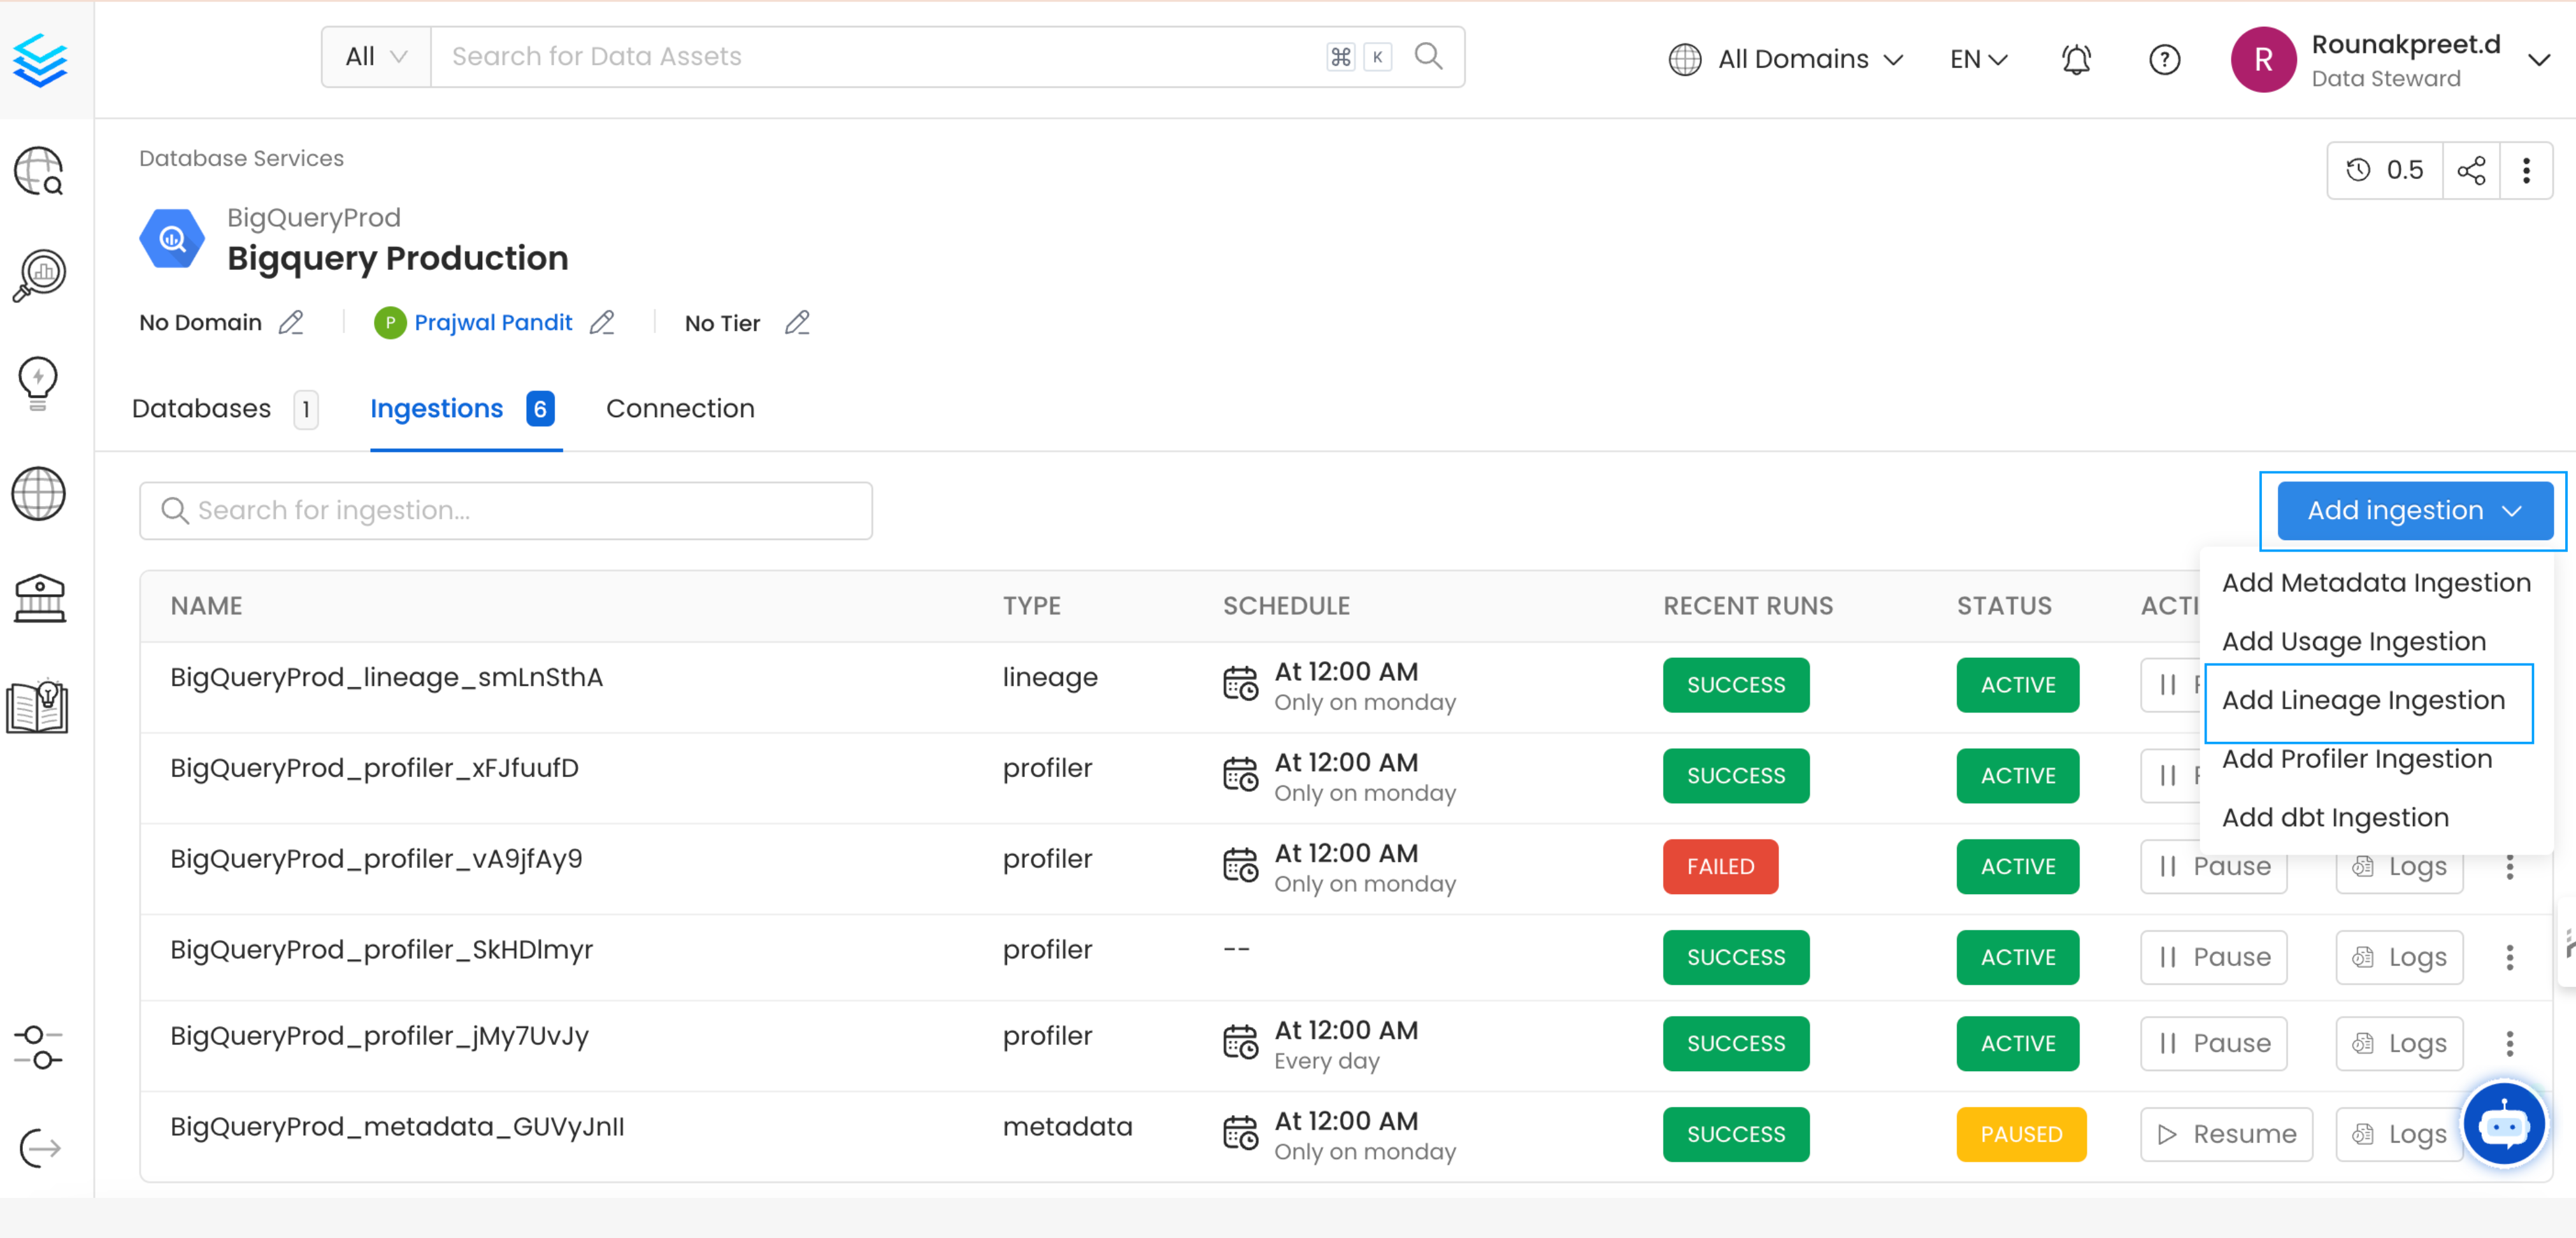 All Search for Data Assets ⌘ K All Domains EN R Rounakpreet.d
Data Steward
Database Services
0.5
BigQueryProd
Bigquery Production
No Domain P Prajwal Pandit No Tier
Databases 1 Ingestions 6 Connection
Search for ingestion... Add ingestion
Add Metadata Ingestion
Add Usage Ingestion
Add Lineage Ingestion
Add Profiler Ingestion
Add dbt Ingestion
NAME TYPE SCHEDULE RECENT RUNS STATUS ACTI
BigQueryProd_lineage_smLnSthA lineage At 12:00 AM SUCCESS ACTIVE
Only on monday
BigQueryProd_profiler_xFJfuufD profiler At 12:00 AM SUCCESS ACTIVE
Only on monday
BigQueryProd_profiler_vA9jfAy9 profiler At 12:00 AM FAILED ACTIVE Pause Logs
Only on monday
BigQueryProd_profiler_SkHDlmyr profiler -- SUCCESS ACTIVE Pause Logs
BigQueryProd_profiler_jMy7UvJy profiler At 12:00 AM SUCCESS ACTIVE Pause Logs
Every day
BigQueryProd_metadata_GUVyJnII metadata At 12:00 AM SUCCESS PAUSED Resume Logs
Only on monday